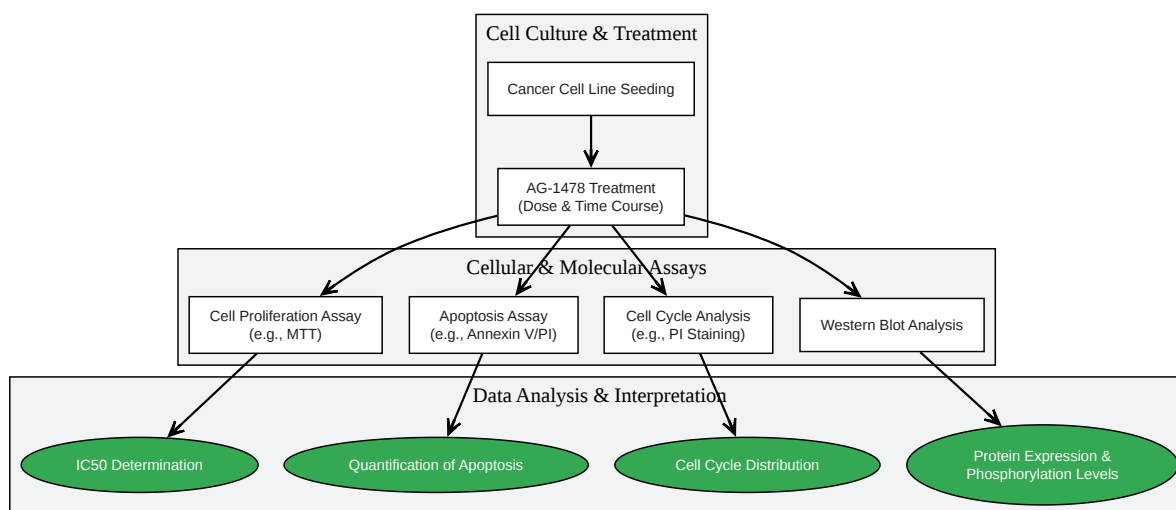 Cell Culture & Treatment
Cancer Cell Line Seeding
AG-1478 Treatment
(Dose & Time Course)
Cellular & Molecular Assays
Cell Proliferation Assay
(e.g., MTT)
Apoptosis Assay
(e.g., Annexin V/PI)
Cell Cycle Analysis
(e.g., PI Staining)
Western Blot Analysis
Data Analysis & Interpretation
IC50 Determination
Quantification of Apoptosis
Cell Cycle Distribution
Protein Expression &
Phosphorylation Levels